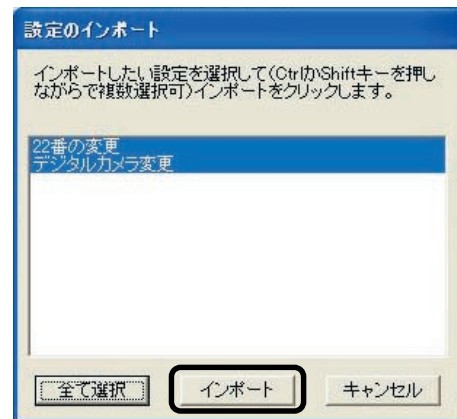 設定のインポート
インポートしたい設定を選択して(CtrlかShiftキーを押し
ながらで複数選択可)インポートをクリックします。
22番の変更
デジタルカメラ変更
全て選択
インポート
キャンセル